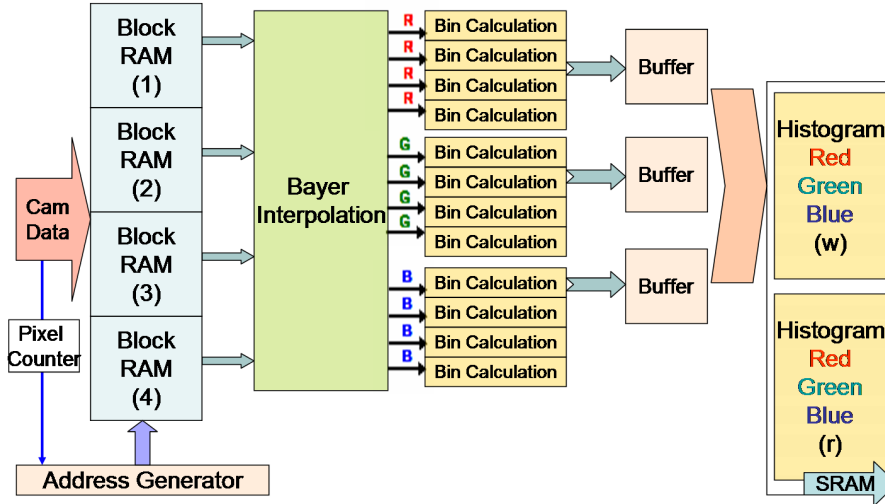 Block
RAM
(1)
Block
RAM
(2)
Block
RAM
(3)
Block
RAM
(4)
Cam
Data
Pixel
Counter
Address Generator
Bayer
Interpolation
R
R
R
R
G
G
G
G
B
B
B
B
Bin Calculation
Bin Calculation
Bin Calculation
Bin Calculation
Bin Calculation
Bin Calculation
Bin Calculation
Bin Calculation
Bin Calculation
Bin Calculation
Bin Calculation
Bin Calculation
Buffer
Buffer
Buffer
Histogram
Red
Green
Blue
(w)
Histogram
Red
Green
Blue
(r)
SRAM